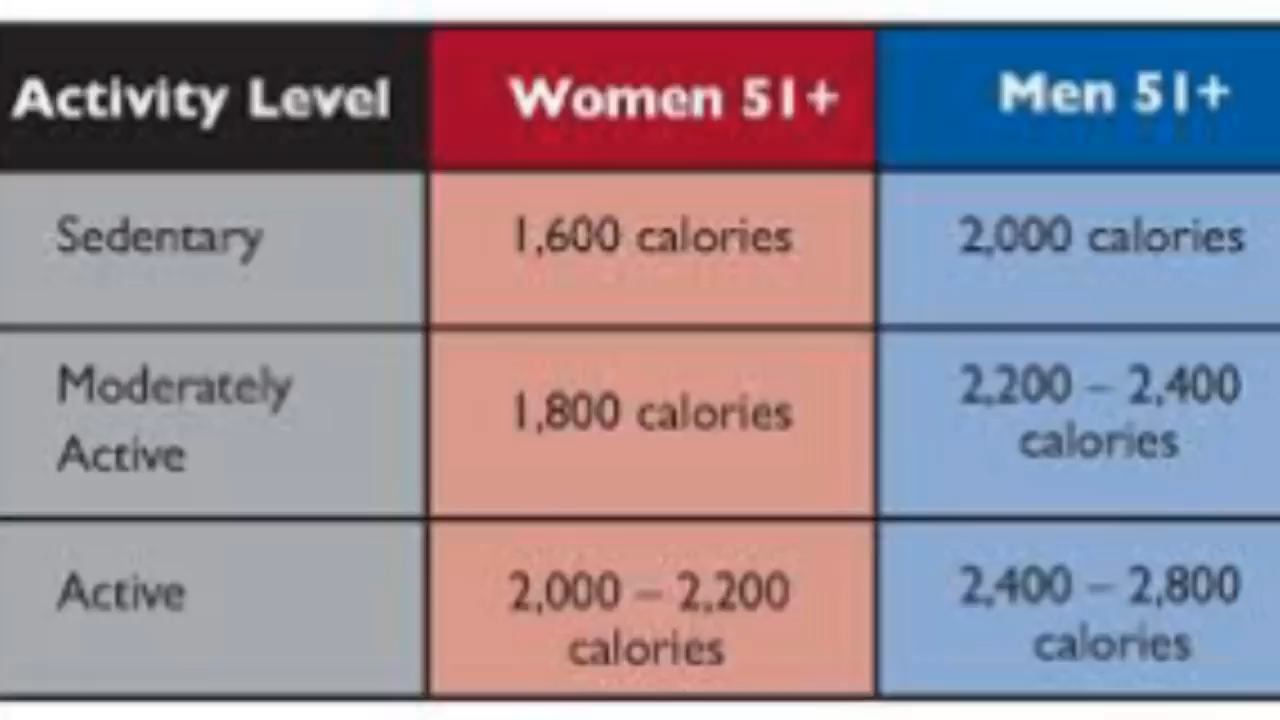 Activity Level Women 51+ Men 51+
Sedentary 1,600 calories 2,000 calories
Moderately
Active
1,800 calories
2,200 – 2,400
calories
Active
2,000 – 2,200
calories
2,400 – 2,800
calories